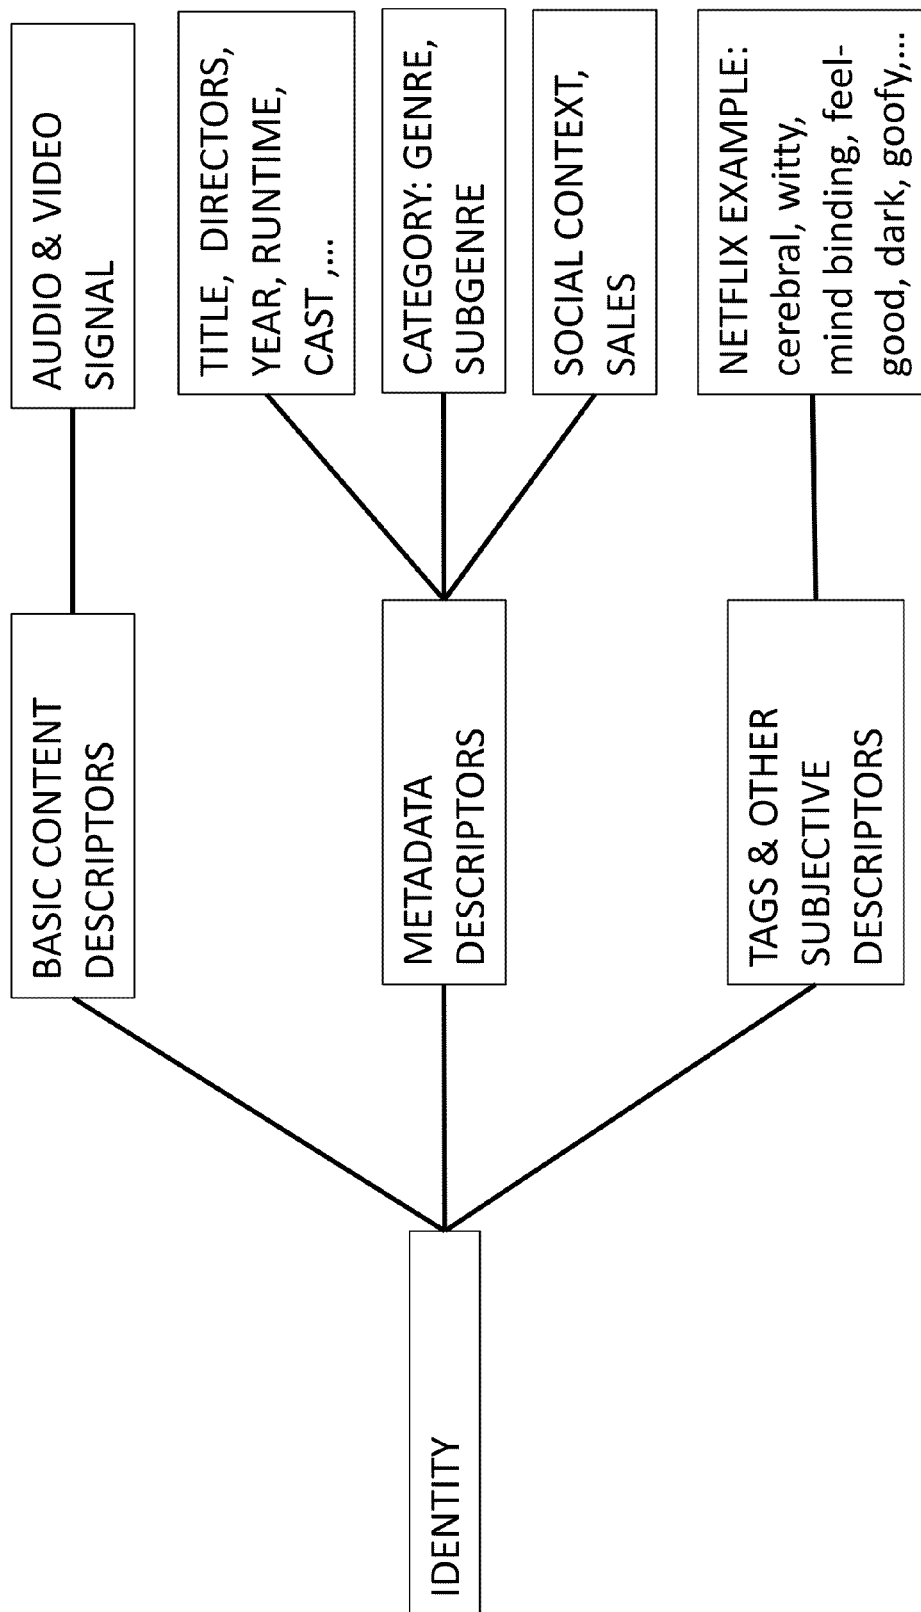 IDENTITY
BASIC CONTENT
DESCRIPTORS
METADATA
DESCRIPTORS
TAGS & OTHER
SUBJECTIVE
DESCRIPTORS
AUDIO & VIDEO
SIGNAL
TITLE, DIRECTORS,
YEAR, RUNTIME,
CAST ,...
CATEGORY: GENRE,
SUBGENRE
SOCIAL CONTEXT,
SALES
NETFLIX EXAMPLE:
cerebral, witty,
mind binding, feel-
good, dark, goofy,...